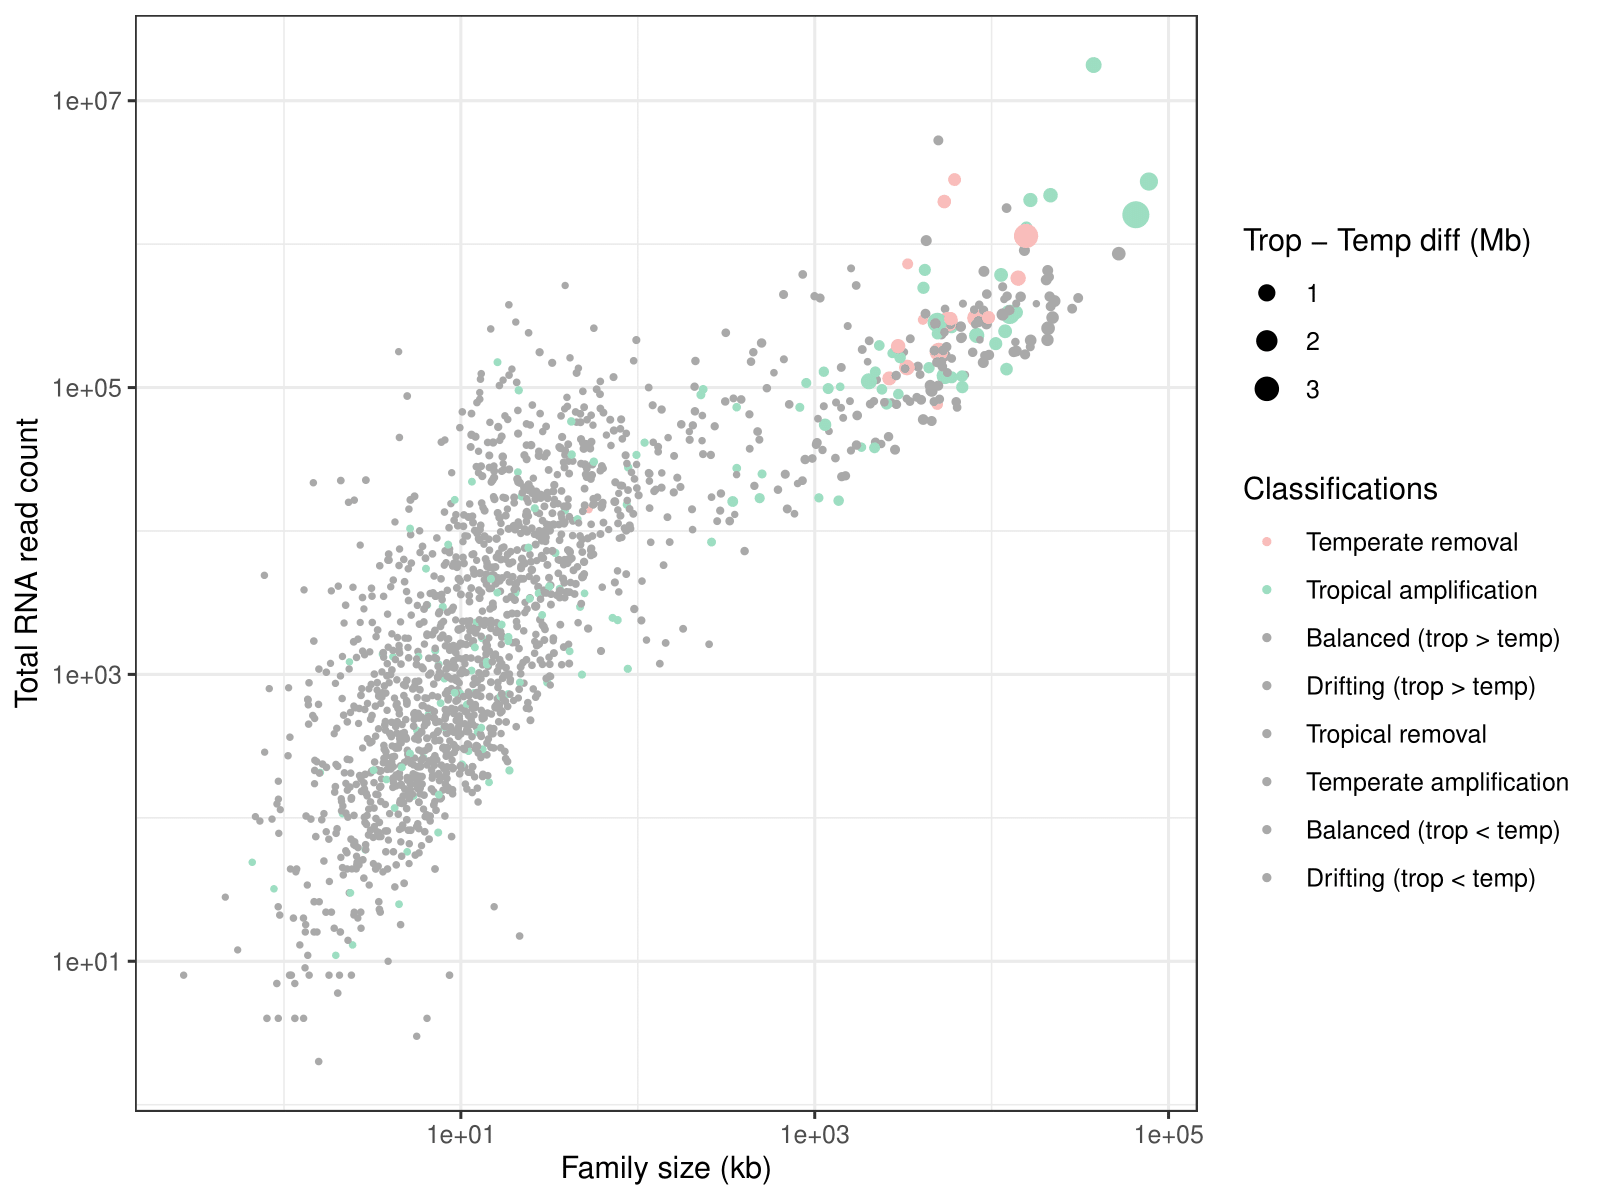 1e+07
1e+05
1e+03
1e+01
Total RNA read count
1e+01
1e+03
1e+05
Family size (kb)
Trop − Temp diff (Mb)
1
2
3
Classifications
Temperate removal
Tropical amplification
Balanced (trop > temp)
Drifting (trop > temp)
Tropical removal
Temperate amplification
Balanced (trop < temp)
Drifting (trop < temp)